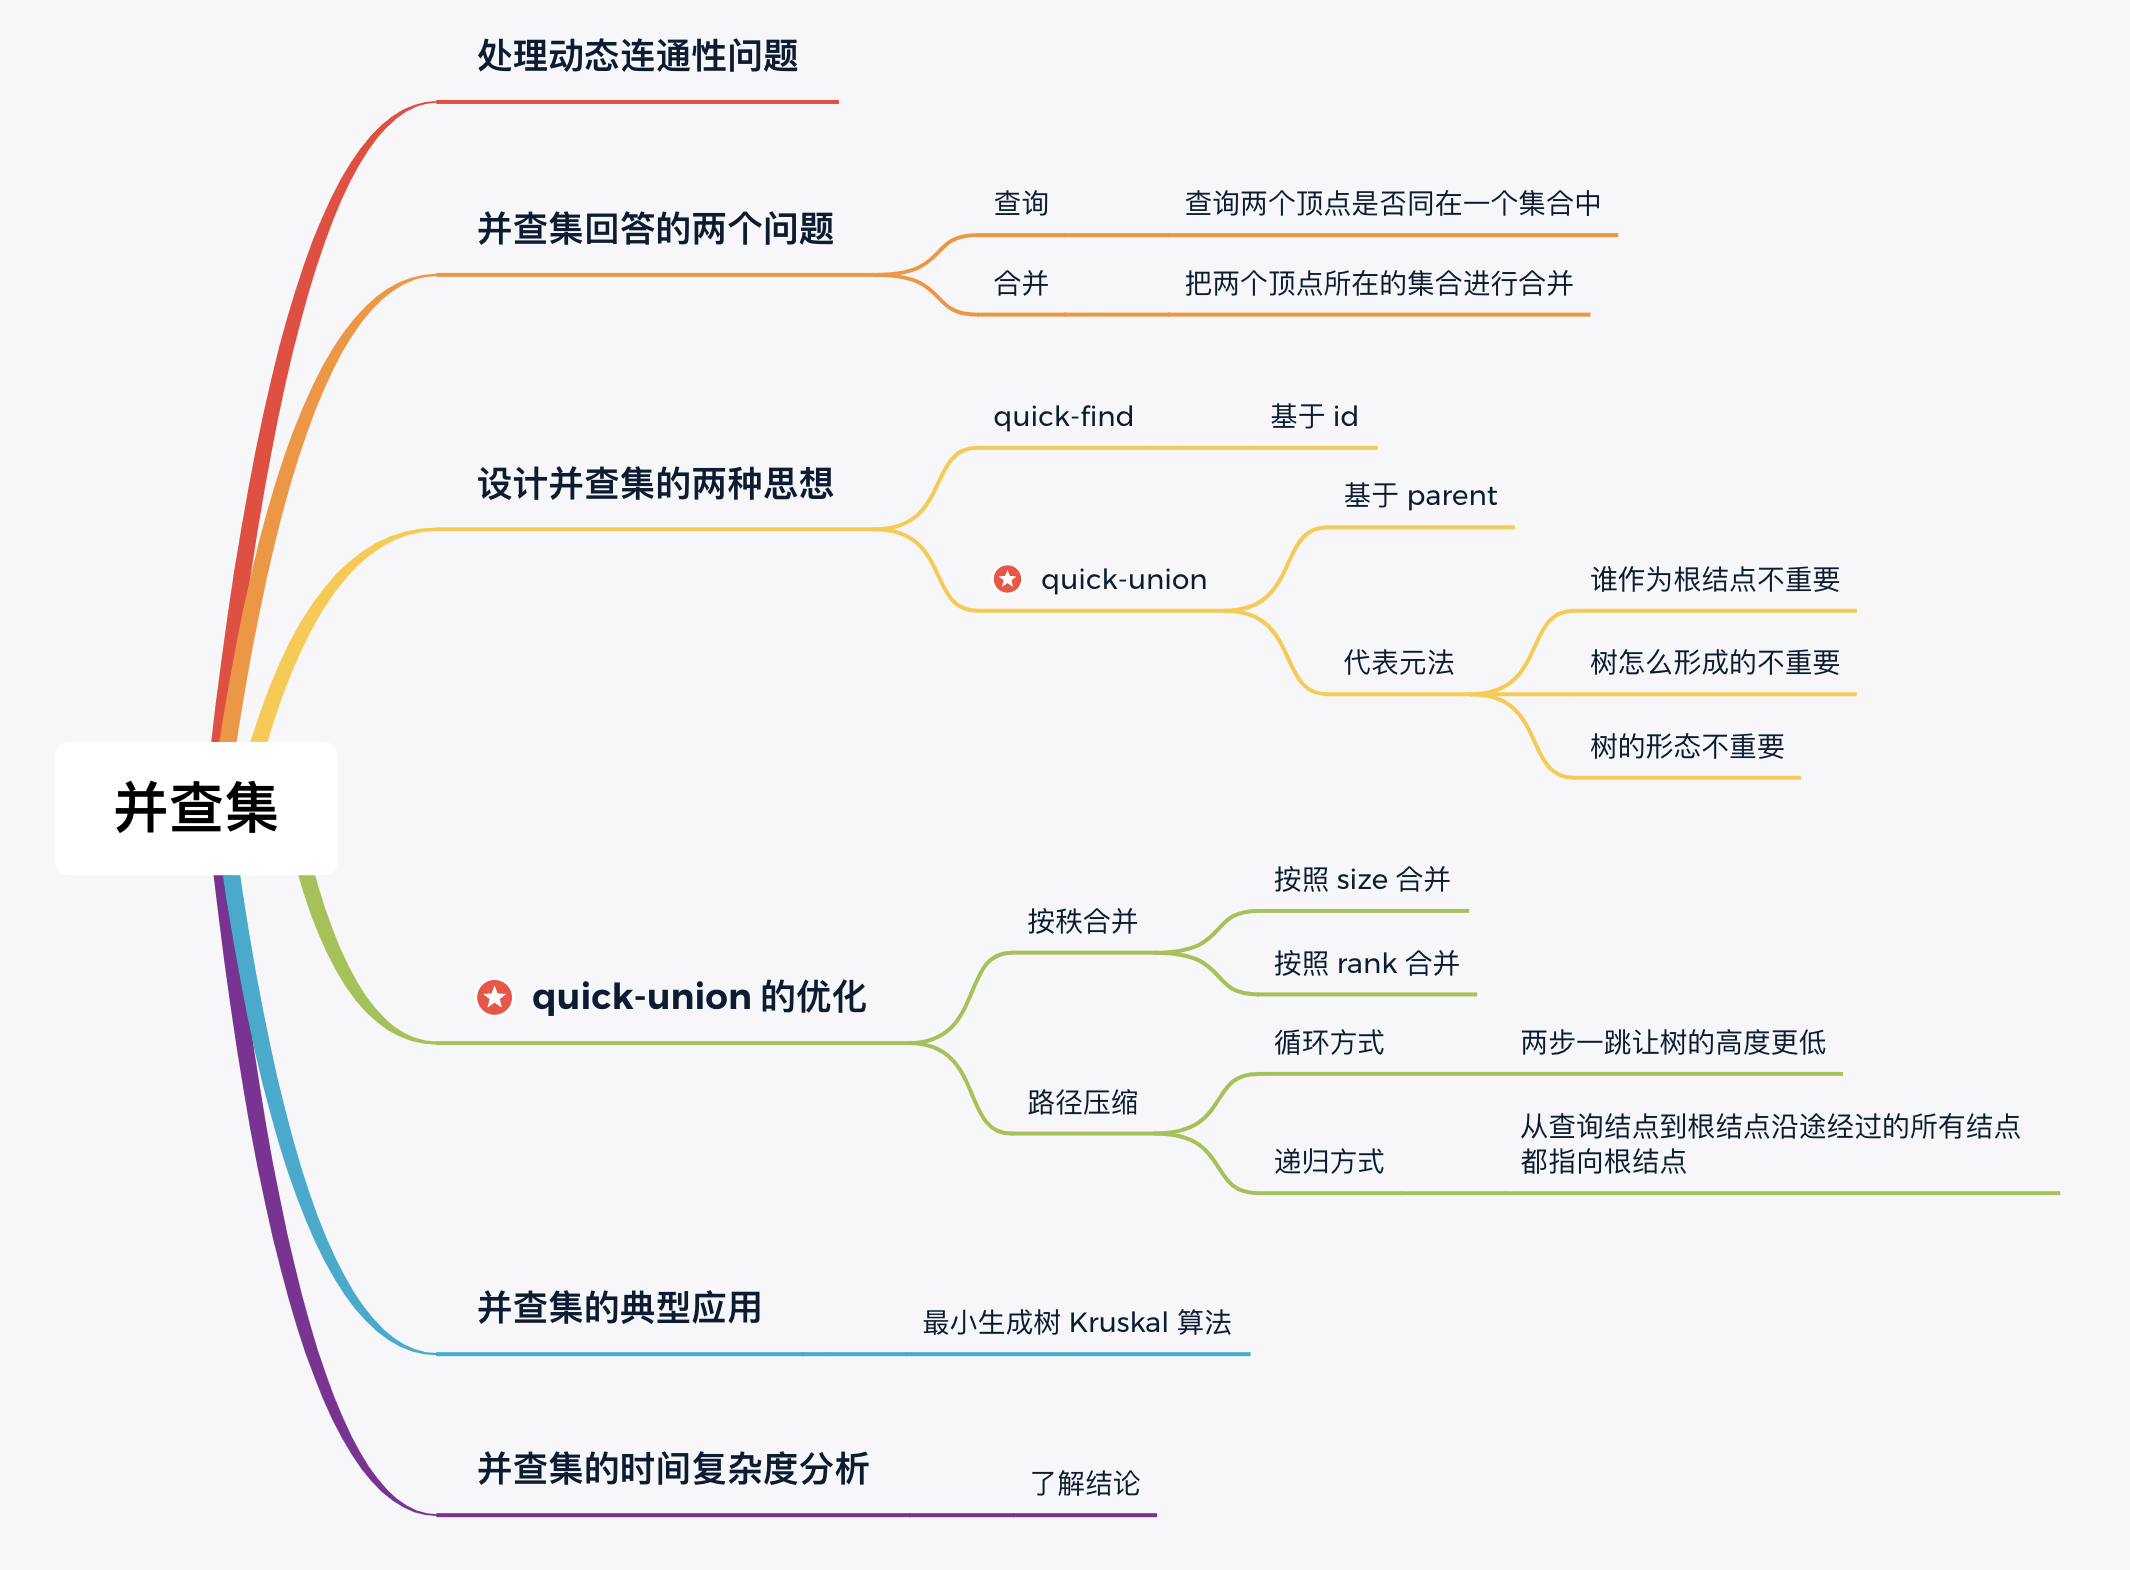 处理动态连通性问题
并查集回答的两个问题
查询
查询两个顶点是否同在一个集合中
合并
把两个顶点所在的集合进行合并
设计并查集的两种思想
quick-find
基于 id
quick-union
基于 parent
代表元法
谁作为根结点不重要
树怎么形成的不重要
树的形态不重要
并查集
quick-union 的优化
按秩合并
按照 size 合并
按照 rank 合并
路径压缩
循环方式
两步一跳让树的高度更低
递归方式
从查询结点到根结点沿途经过的所有结点
都指向根结点
并查集的典型应用
最小生成树 Kruskal 算法
并查集的时间复杂度分析
了解结论